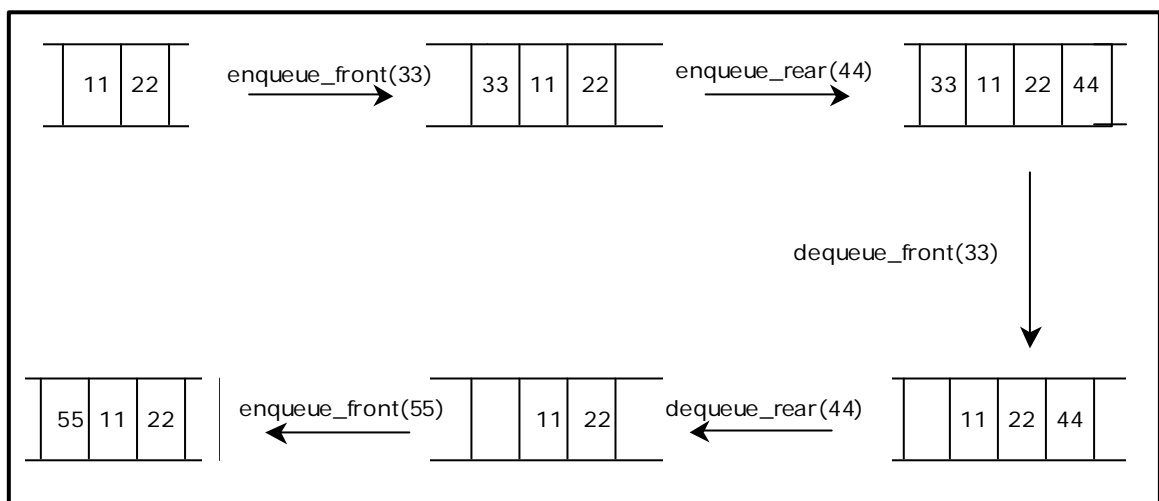 11 22 enqueue_front(33) 33 11 22 enqueue_rear(44) 33 11 22 44
dequeue_front(33)
55 11 22 enqueue_front(55) 11 22 dequeue_rear(44) 11 22 44